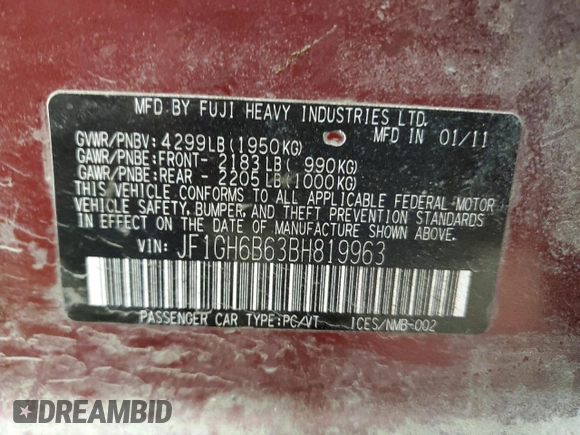 MFD BY FUJI HEAVY INDUSTRIES LTD.
MFD IN 01/11
GVWR/PNBV: 4299LB(1950KG)
GAWR/PNBE:FRONT- 2183LB( 990KG)
GAWR/PNBE:REAR - 2205LB(1000KG)
THIS VEHICLE CONFORMS TO ALL APPLICABLE FEDERAL MOTOR
VEHICLE SAFETY, BUMPER, AND THEFT PREVENTION STANDARDS
IN EFFECT ON THE DATE OF MANUFACTURE SHOWN ABOVE.
VIN: JF1GH6B63BH819963
PASSENGER CAR TYPE:PC/VT ICES/NMB-002
DREAMBID